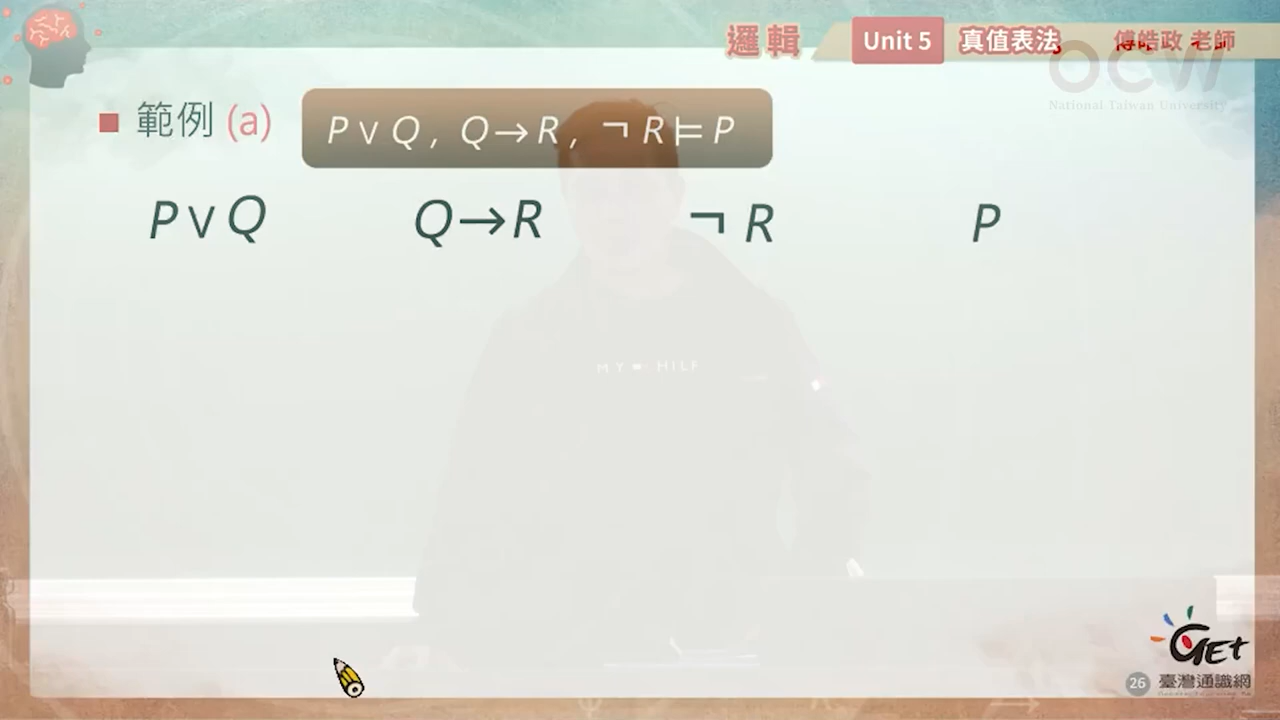 邏輯 Unit 5 真值表法 傅皓政 老師
OCW
National Taiwan University
範例 (a) P∨Q, Q→R, ¬R⊨P
P∨Q Q→R ¬R P
GET
26 臺灣通識網